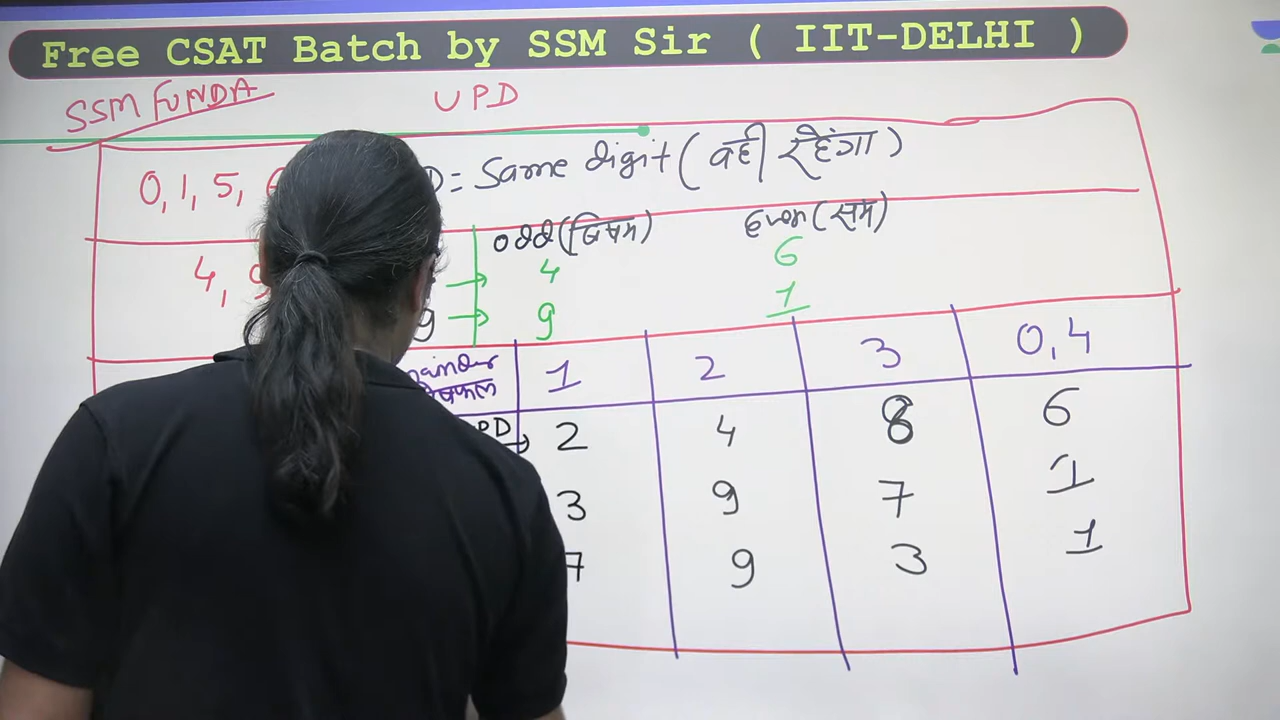 Free CSAT Batch by SSM Sir ( IIT-DELHI )
SSM FUNDA UPD
0, 1, 5, = Same digit ( वही रहेगा )
odd (विषम) Even (सम)
4, 4 6
9 9 1
1 2 3 0, 4
PD 2 4 8 6
3 9 7 1
7 9 3 1